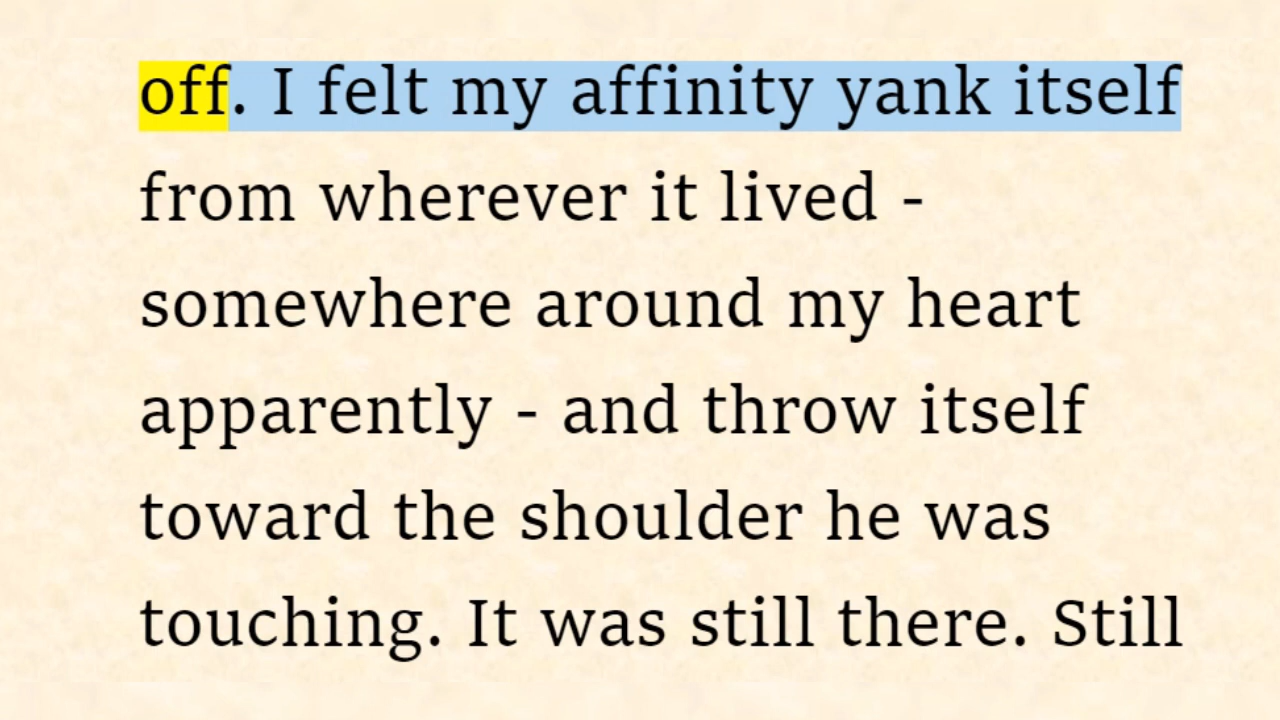 off. I felt my affinity yank itself
from wherever it lived -
somewhere around my heart
apparently - and throw itself
toward the shoulder he was
touching. It was still there. Still